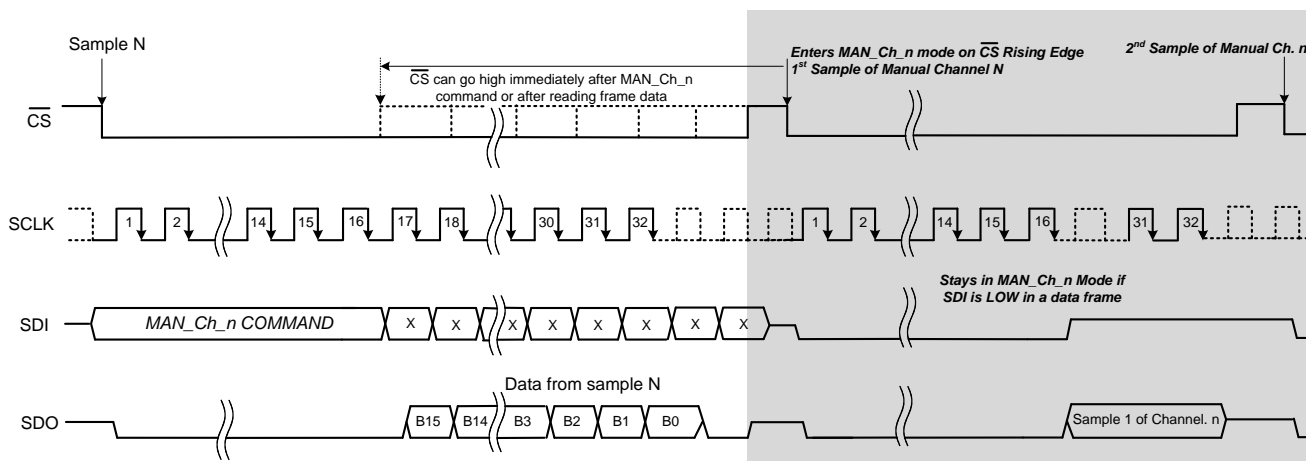 Sample N
Enters MAN_Ch_n mode on CS Rising Edge
1st Sample of Manual Channel N
2nd Sample of Manual Ch. n
CS can go high immediately after MAN_Ch_n
command or after reading frame data
CS
SCLK
1 2 14 15 16 17 18 30 31 32 1 2 14 15 16 31 32
Stays in MAN_Ch_n Mode if
SDI is LOW in a data frame
SDI
MAN_Ch_n COMMAND
X X X X X X X X
Data from sample N
SDO
B15 B14 B3 B2 B1 B0
Sample 1 of Channel. n